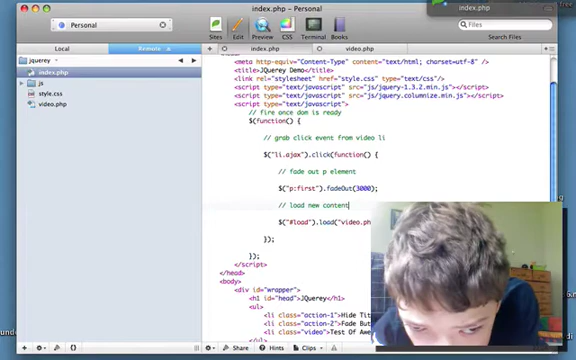 index.php
index.php
Personal
Sites
Edit
Preview
CSS
Terminal
Books
Files
Search Files
Local
Remote
index.php
video.php
jquerey
index.php
js
style.css
video.php
<meta http-equiv="Content-Type" content="text/html; charset=utf-8"
<title>JQuerey Demo</title>
<link rel="stylesheet" href="style.css" type="text/css"/>
<script type="text/javascript" src="js/jquery-1.3.2.min.js">
<script type="text/javascript" src="js/jquery.columnize.min.js">
<script type="text/javascript">
// fire once dom is ready
$(function() {
// grab click event from video li
$("li.ajax").click(function() {
// fade out p element
$("p:first").fadeOut(3000);
// load new content
$("#load").load("video.ph
});
});
</script>
</head>
<body>
<div id="wrapper">
<h1 id="head">JQuerey</h1>
<ul>
<li class="action-1">Hide Tit
<li class="action-2">Fade But
<li class="video">Test Of Awe
</ul>
Share
Hints
Clips